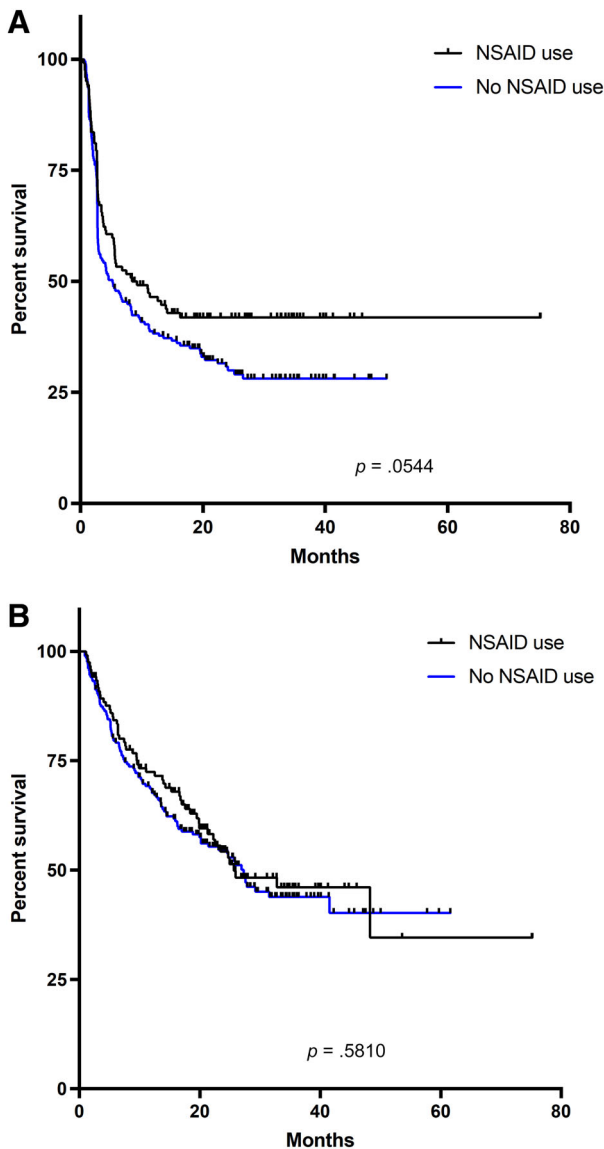 A
NSAID use
No NSAID use
Percent survival
100
75
50
25
0
p = .0544
0 20 40 60 80
Months
B
NSAID use
No NSAID use
Percent survival
100
75
50
25
0
p = .5810
0 20 40 60 80
Months